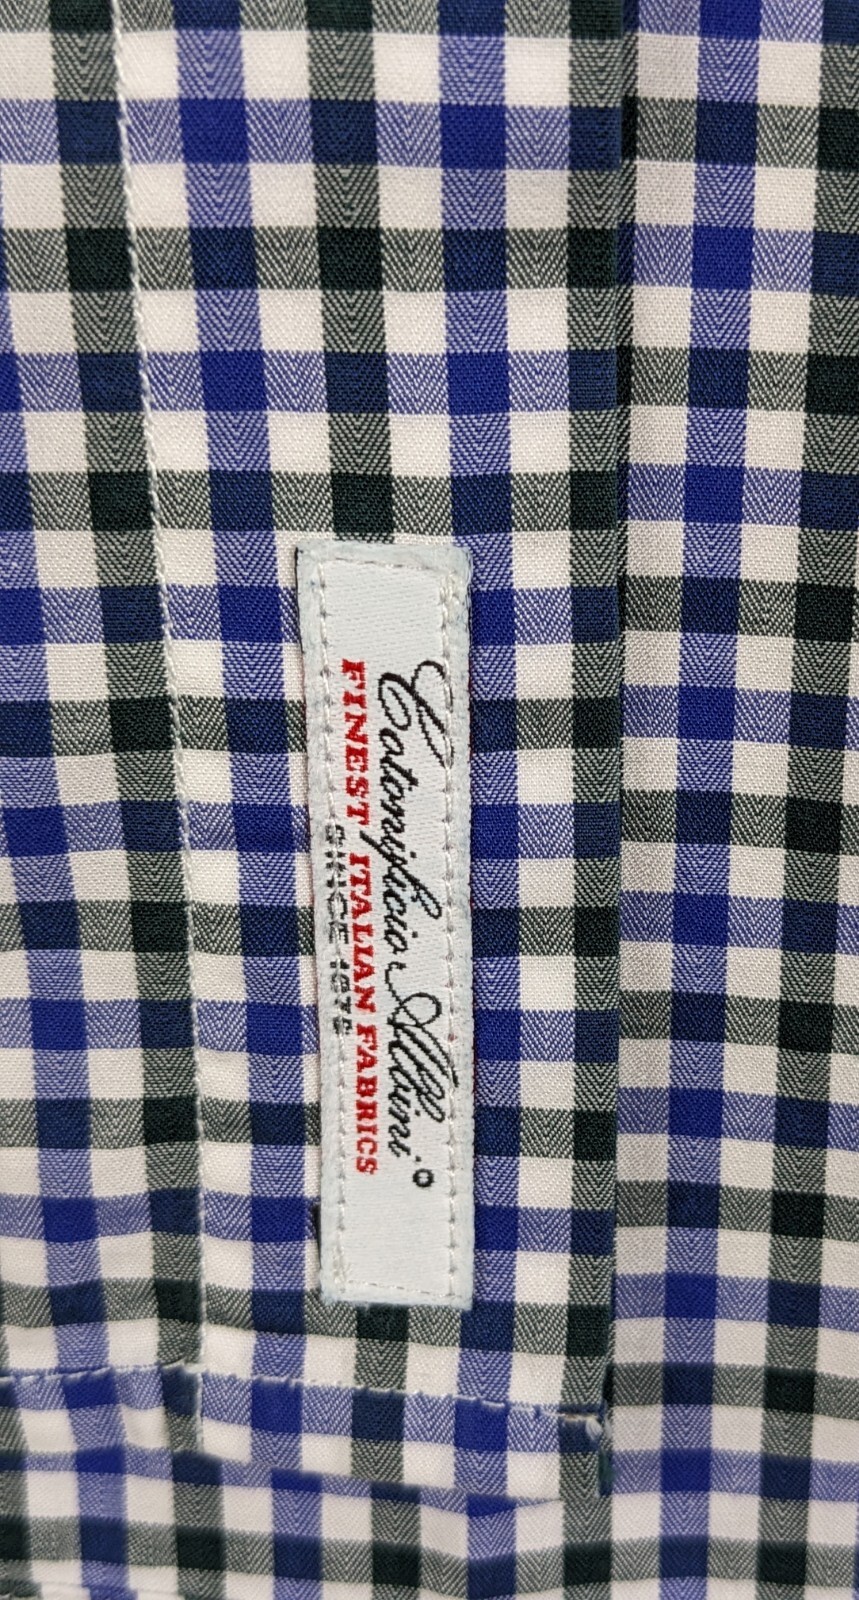 Cotonificio Albini
FINEST ITALIAN FABRICS
SINCE 1876